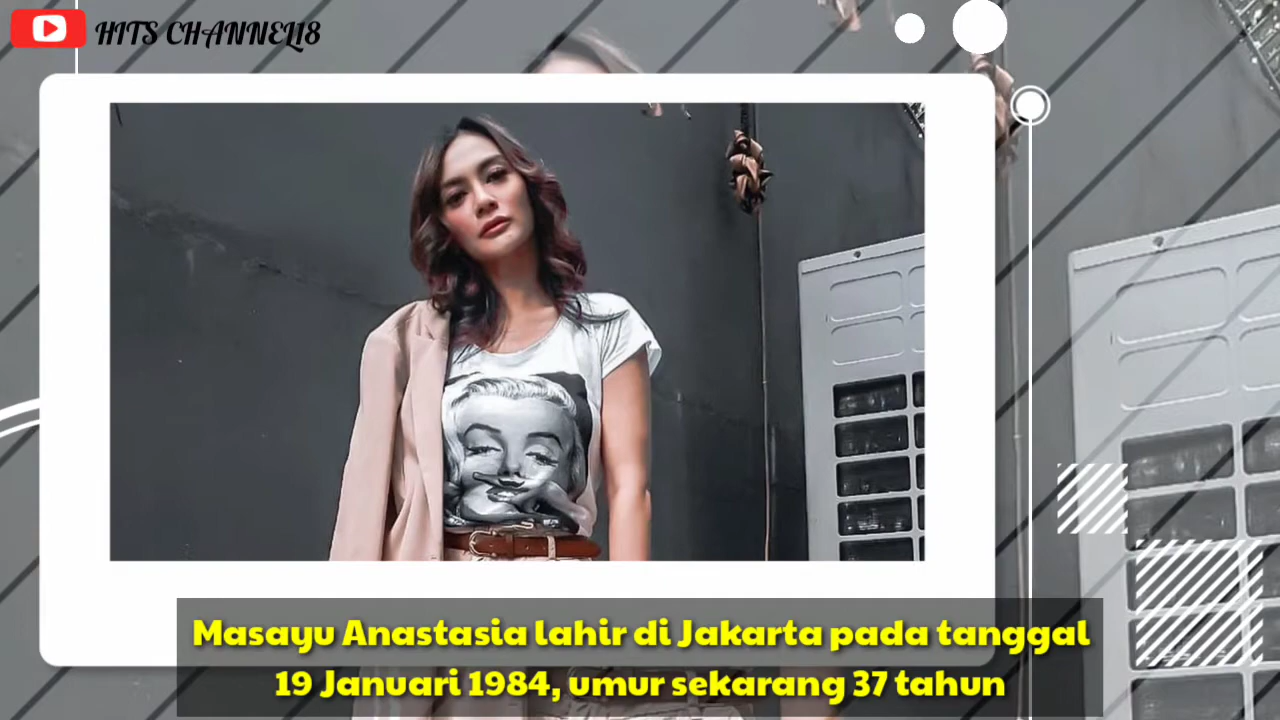 HITS CHANNEL18
Masayu Anastasia lahir di Jakarta pada tanggal
19 Januari 1984, umur sekarang 37 tahun